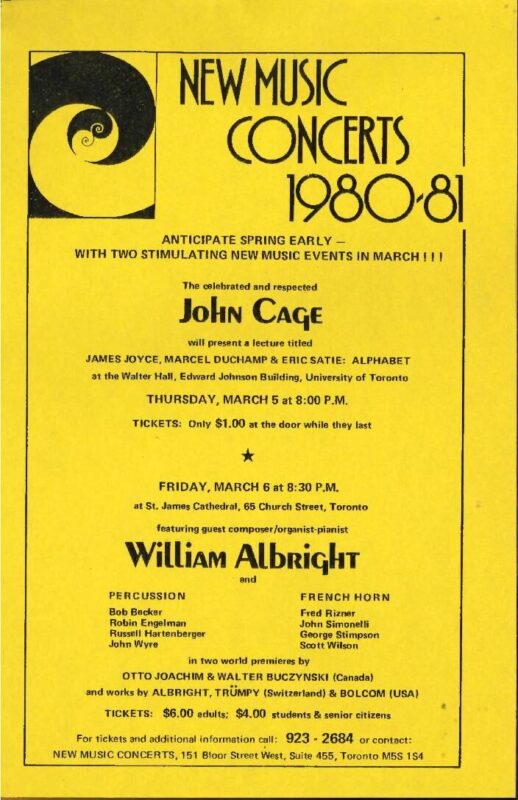 NEW MUSIC
CONCERTS
1980-81
ANTICIPATE SPRING EARLY —
WITH TWO STIMULATING NEW MUSIC EVENTS IN MARCH ! ! !
The celebrated and respected
John Cage
will present a lecture titled
JAMES JOYCE, MARCEL DUCHAMP & ERIC SATIE: ALPHABET
at the Walter Hall, Edward Johnson Building, University of Toronto
THURSDAY, MARCH 5 at 8:00 P.M.
TICKETS: Only $1.00 at the door while they last
FRIDAY, MARCH 6 at 8:30 P.M.
at St. James Cathedral, 65 Church Street, Toronto
featuring guest composer/organist-pianist
William Albright
and
PERCUSSION
Bob Becker
Robin Engelman
Russell Hartenberger
John Wyre
FRENCH HORN
Fred Rizner
John Simonelli
George Stimpson
Scott Wilson
in two world premieres by
OTTO JOACHIM & WALTER BUCZYNSKI (Canada)
and works by ALBRIGHT, TRÜMPY (Switzerland) & BOLCOM (USA)
TICKETS: $6.00 adults; $4.00 students & senior citizens
For tickets and additional information call: 923 - 2684 or contact:
NEW MUSIC CONCERTS, 151 Bloor Street West, Suite 455, Toronto M5S 1S4